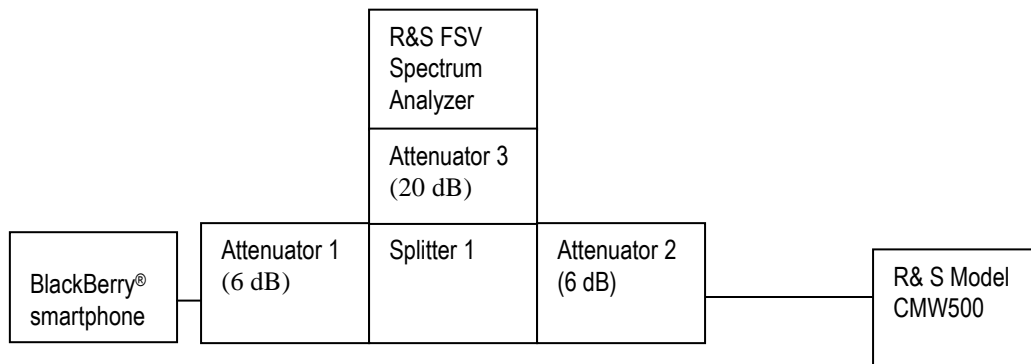 R&S FSV
Spectrum
Analyzer
Attenuator 3
(20 dB)
BlackBerry®
smartphone
Attenuator 1
(6 dB)
Splitter 1
Attenuator 2
(6 dB)
R& S Model
CMW500